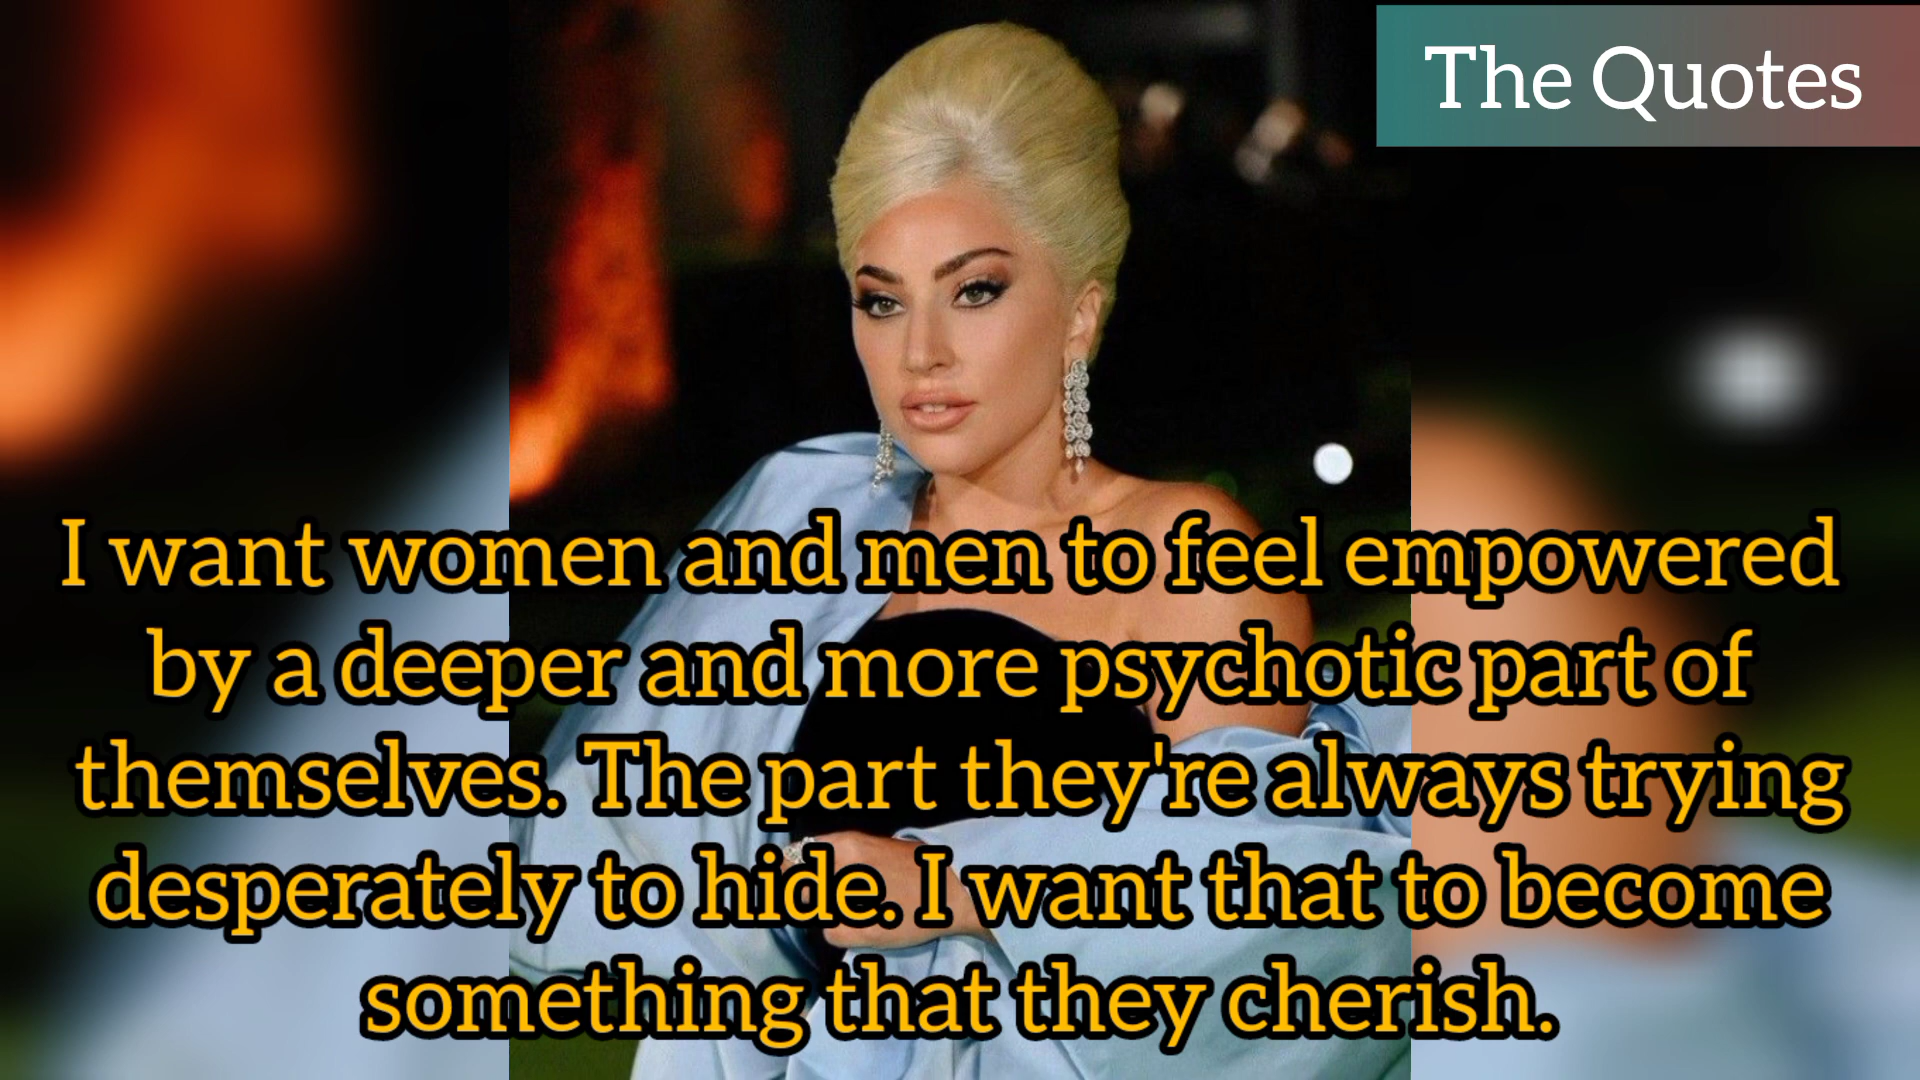 The Quotes
I want women and men to feel empowered
by a deeper and more psychotic part of
themselves. The part they're always trying
desperately to hide. I want that to become
something that they cherish.